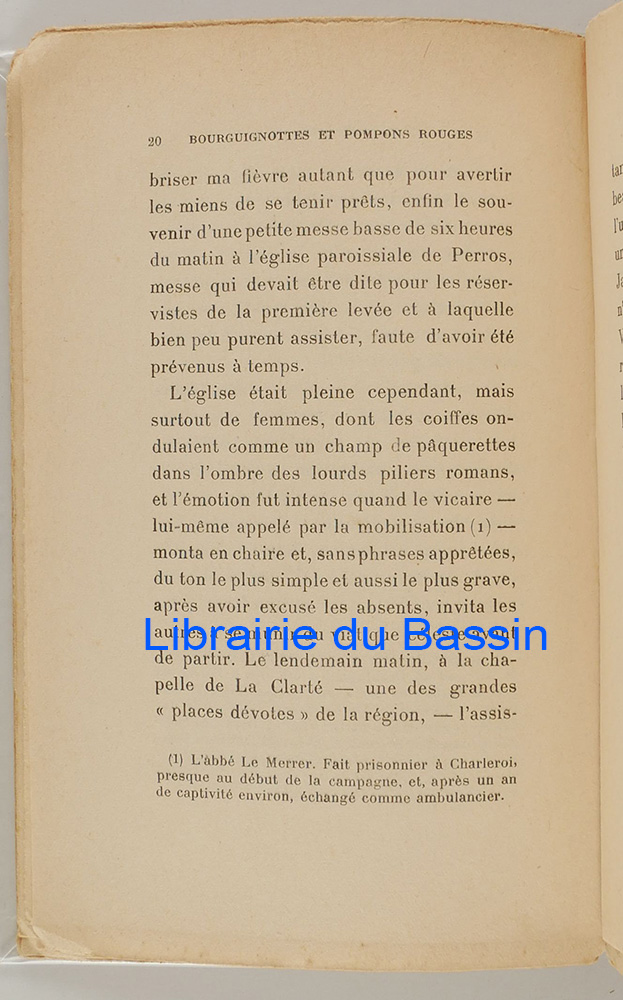 20 BOURGUIGNOTTES ET POMPONS ROUGES
briser ma fièvre autant que pour avertir
les miens de se tenir prêts, enfin le sou-
venir d'une petite messe basse de six heures
du matin à l'église paroissiale de Perros,
messe qui devait être dite pour les réser-
vistes de la première levée et à laquelle
bien peu purent assister, faute d'avoir été
prévenus à temps.
L'église était pleine cependant, mais
surtout de femmes, dont les coiffes on-
dulaient comme un champ de pâquerettes
dans l'ombre des lourds piliers romans,
et l'émotion fut intense quand le vicaire —
lui-même appelé par la mobilisation (1) —
monta en chaire et, sans phrases apprêtées,
du ton le plus simple et aussi le plus grave,
après avoir excusé les absents, invita les
autres à se munir du viatique céleste avant
Librairie du Bassin
de partir. Le lendemain matin, à la cha-
pelle de La Clarté — une des grandes
« places dévotes » de la région, — l'assis-
(1) L'abbé Le Merrer. Fait prisonnier à Charleroi,
presque au début de la campagne, et, après un an
de captivité environ, échangé comme ambulancier.